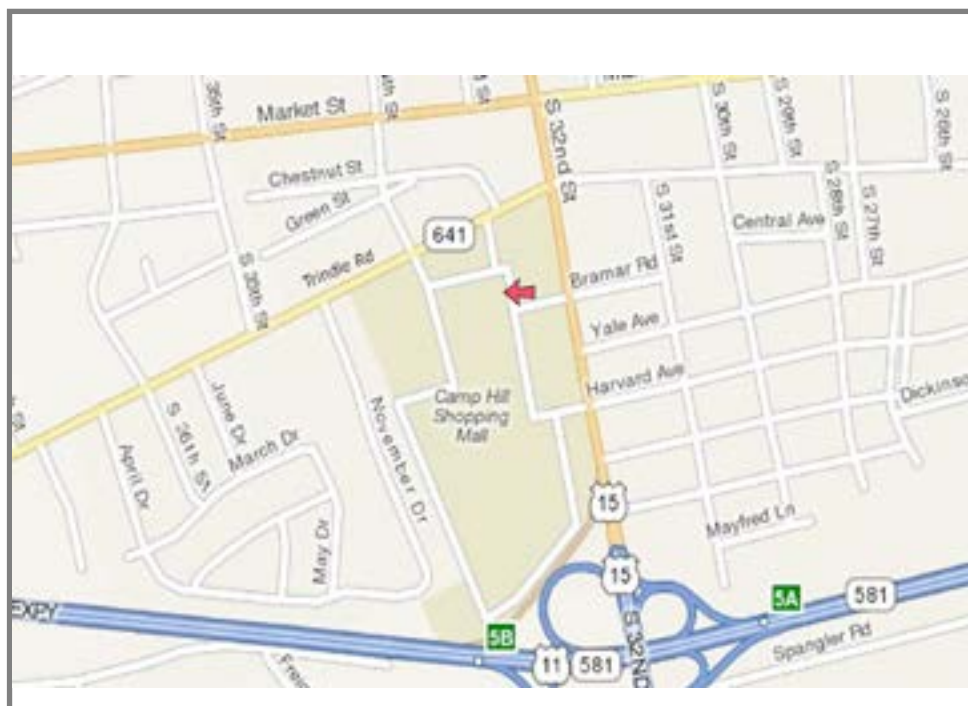 35th St
Market St
S 32nd St
S 30th St
S 29th St
S 26th St
Chestnut St
Green St
S 31st St
S 28th St
S 27th St
Central Ave
641
Trindle Rd
S 35th St
Bramar Rd
Yale Ave
Harvard Ave
Dickinso
Camp Hill
Shopping
Mall
November Dr
June Dr
March Dr
S 36th St
April Dr
May Dr
15
Mayfred Ln
15
5A
581
EXPY
5B
11
581
S 32ND
Spangler Rd